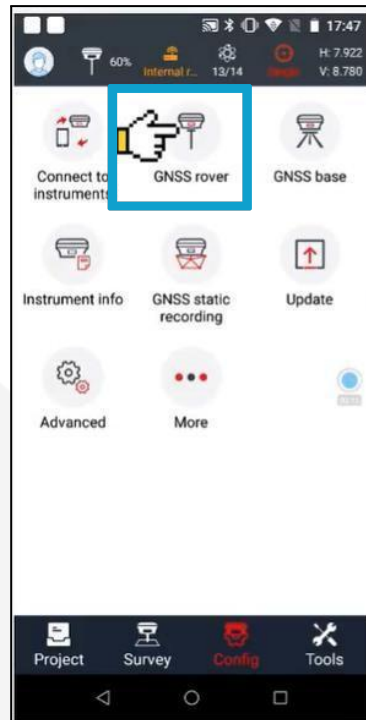 17:47
60%
Internal r...
13/14
Single
H: 7.922
V: 8.780
Connect to
instruments
GNSS rover
GNSS base
Instrument info
GNSS static
recording
Update
Advanced
More
Project
Survey
Config
Tools